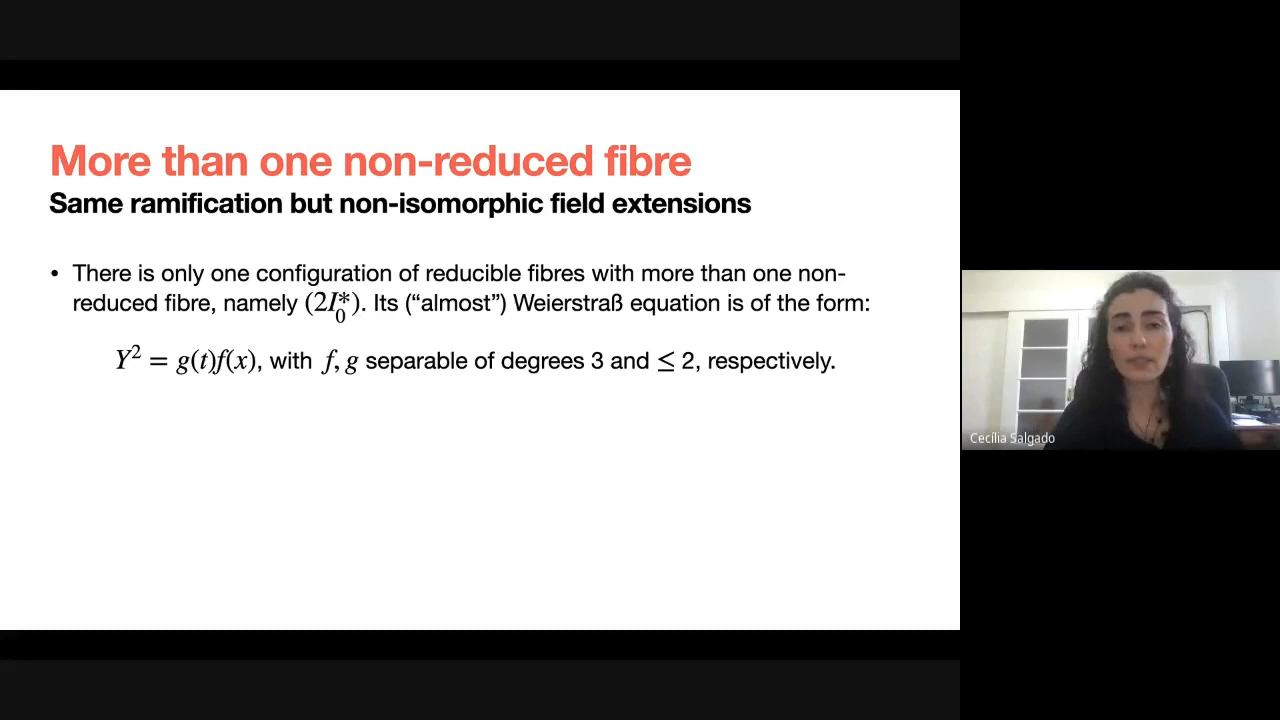 More than one non-reduced fibre
Same ramification but non-isomorphic field extensions
• There is only one configuration of reducible fibres with more than one non-
reduced fibre, namely (2I₀*). Its (“almost”) Weierstraß equation is of the form:
Y² = g(t)f(x), with f, g separable of degrees 3 and ≤ 2, respectively.
Cecília Salgado